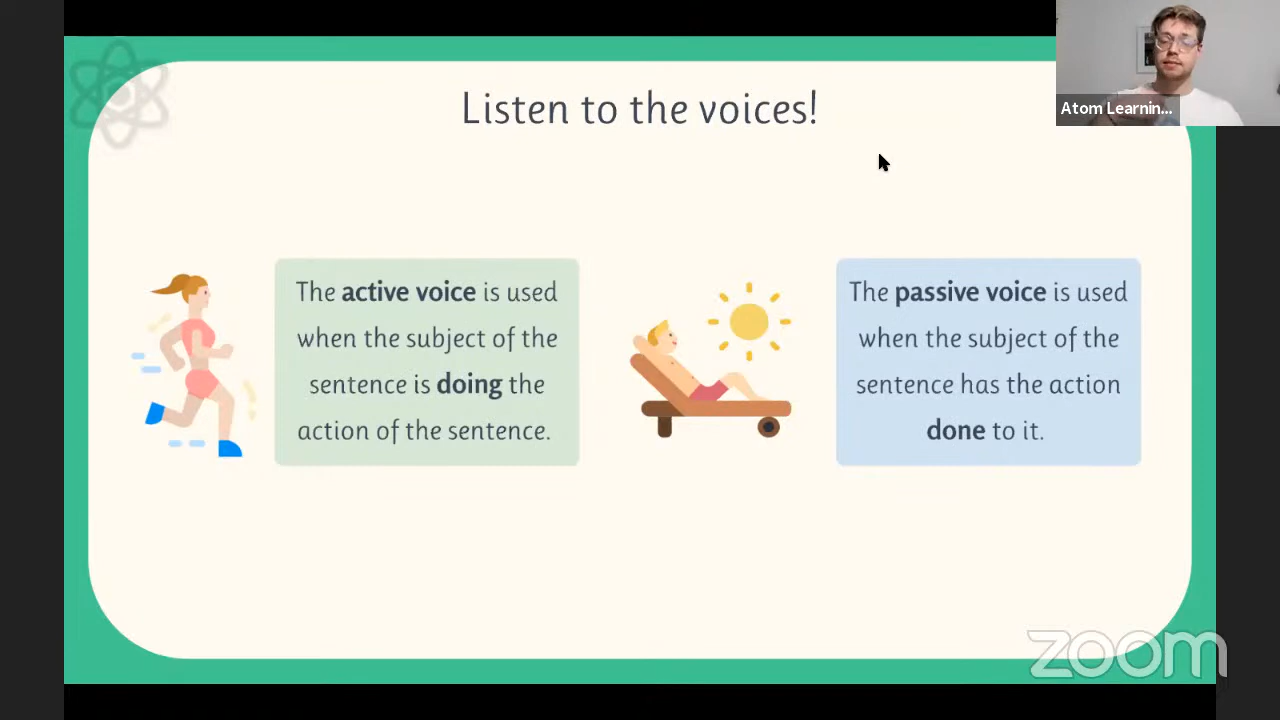 Listen to the voices!
Atom Learnin...
The active voice is used
when the subject of the
sentence is doing the
action of the sentence.
The passive voice is used
when the subject of the
sentence has the action
done to it.
zoom